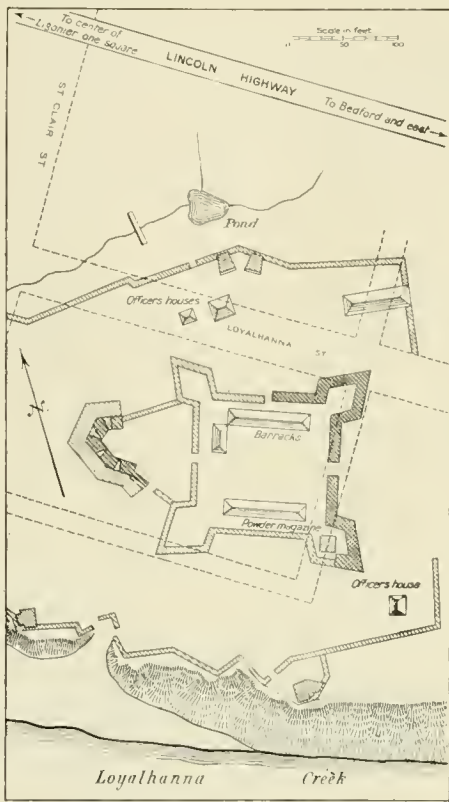 To center of
Ligonier one square
Scale in feet
50
100
LINCOLN HIGHWAY
To Bedford and east
ST CLAIR ST
Pond
Officers houses
LOYALHANNA ST
Barracks
Powder magazine
Officers house
Loyalhanna Creek